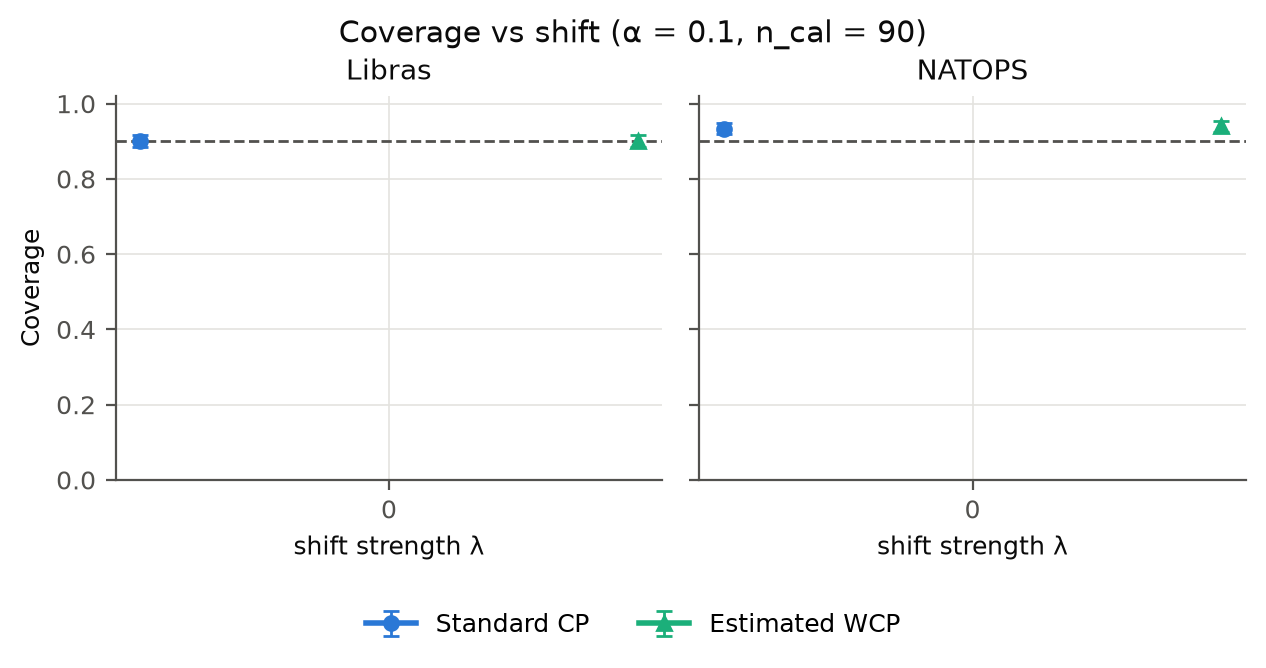 Coverage vs shift (α = 0.1, n_cal = 90)
Libras
NATOPS
1.0
0.8
0.6
0.4
0.2
0.0
Coverage
0
0
shift strength λ
shift strength λ
Standard CP
Estimated WCP